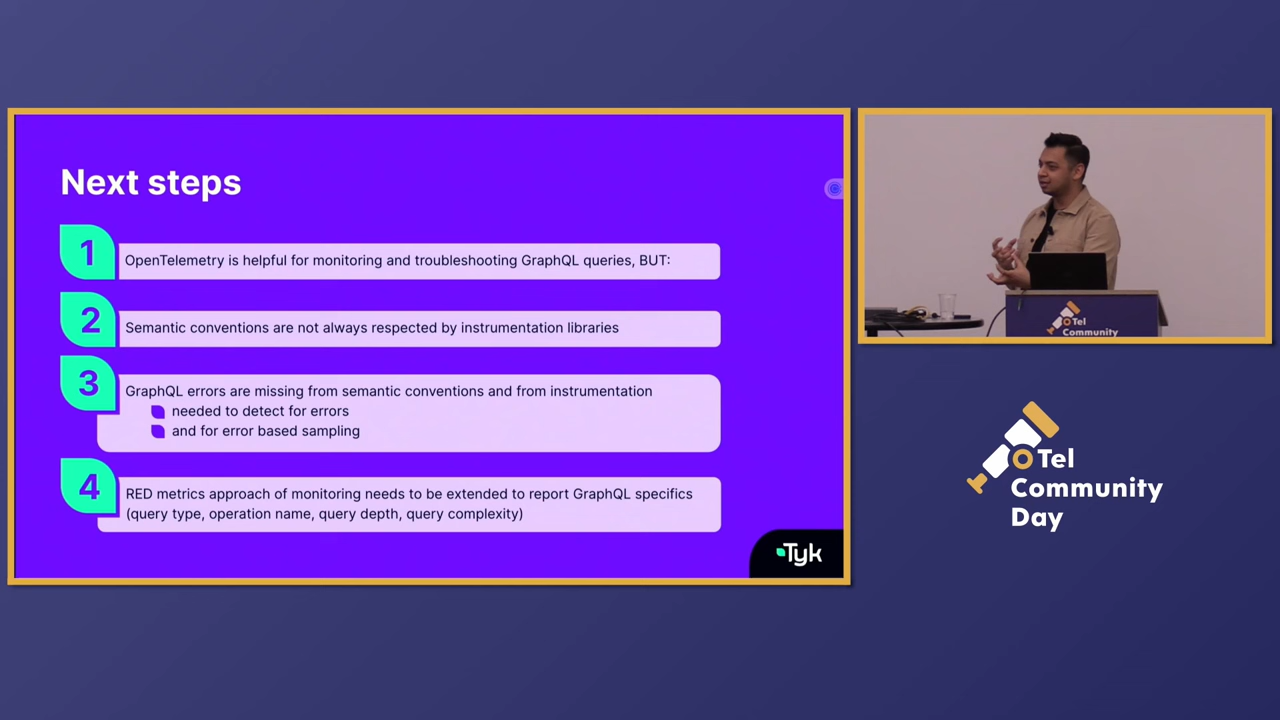 Next steps
1
OpenTelemetry is helpful for monitoring and troubleshooting GraphQL queries, BUT:
2
Semantic conventions are not always respected by instrumentation libraries
3
GraphQL errors are missing from semantic conventions and from instrumentation
needed to detect for errors
and for error based sampling
4
RED metrics approach of monitoring needs to be extended to report GraphQL specifics
(query type, operation name, query depth, query complexity)
Tyk
Tel
Community
Tel
Community
Day